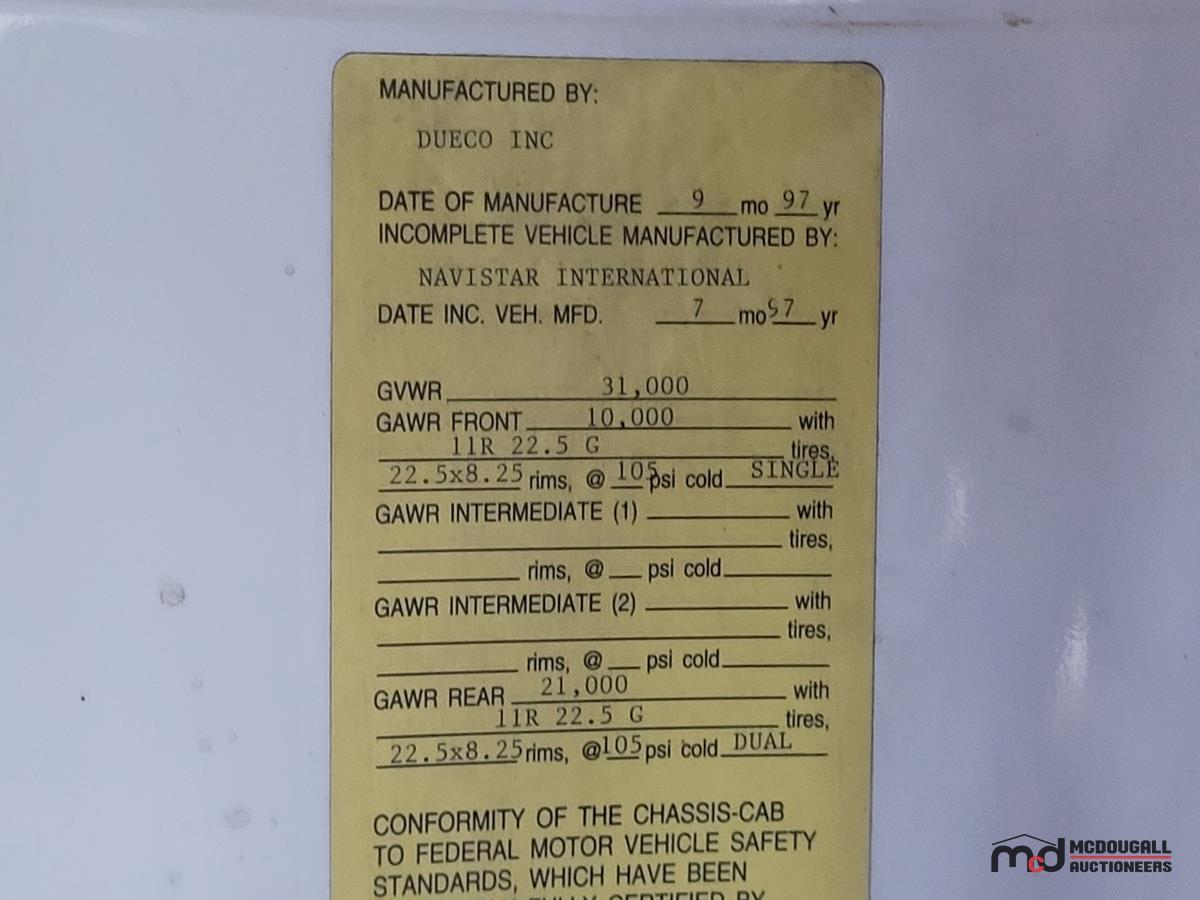 MANUFACTURED BY:
DUECO INC
DATE OF MANUFACTURE 9 mo 97 yr
INCOMPLETE VEHICLE MANUFACTURED BY:
NAVISTAR INTERNATIONAL
DATE INC. VEH. MFD. 7 mo 97 yr
GVWR 31,000
GAWR FRONT 10,000 with
11R 22.5 G tires,
22.5x8.25 rims, @ 105 psi cold SINGLE
GAWR INTERMEDIATE (1) with
tires,
rims, @ psi cold
GAWR INTERMEDIATE (2) with
tires,
rims, @ psi cold
GAWR REAR 21,000 with
11R 22.5 G tires,
22.5x8.25 rims, @105 psi cold DUAL
CONFORMITY OF THE CHASSIS-CAB
TO FEDERAL MOTOR VEHICLE SAFETY
STANDARDS, WHICH HAVE BEEN
FULLY CERTIFIED BY
mcd MCDOUGALL
AUCTIONEERS